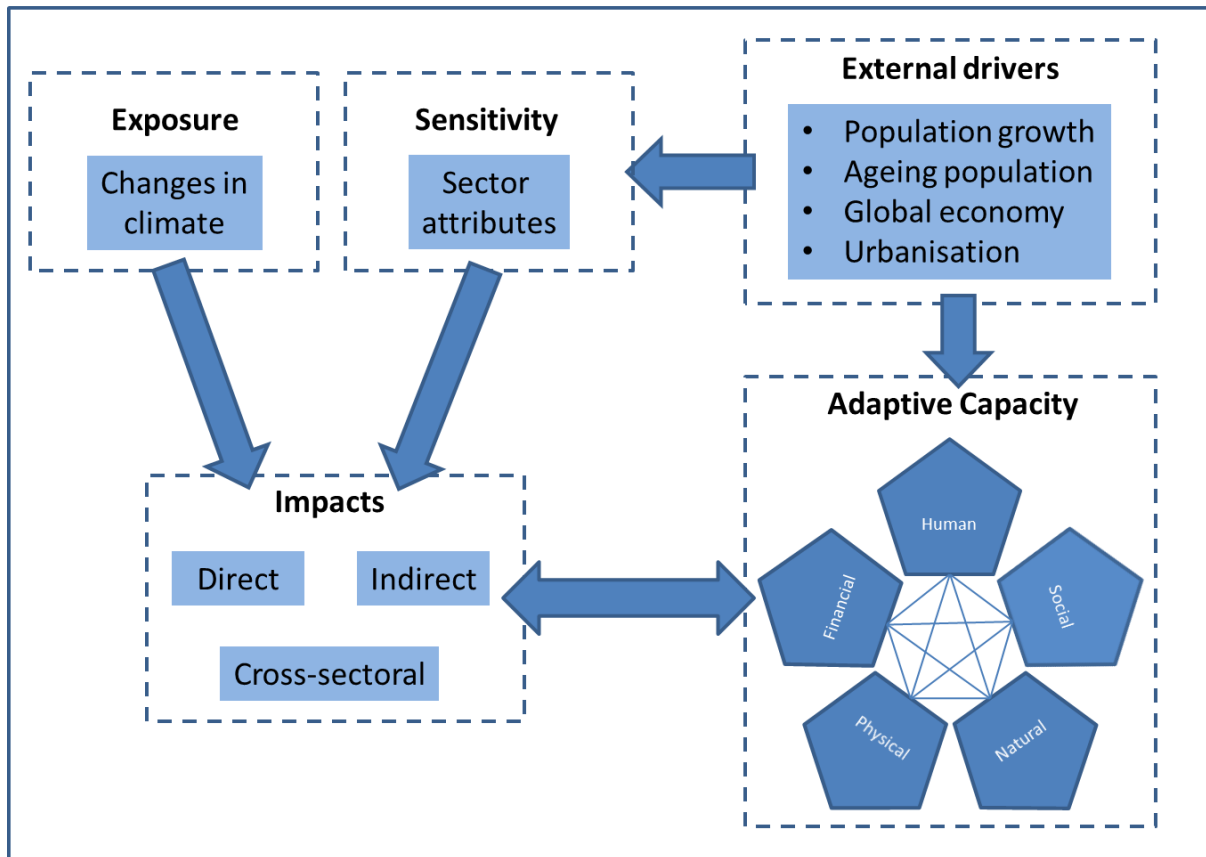 Exposure
Changes in
climate
Sensitivity
Sector
attributes
External drivers
• Population growth
• Ageing population
• Global economy
• Urbanisation
Impacts
Direct
Indirect
Cross-sectoral
Adaptive Capacity
Human
Financial
Social
Physical
Natural